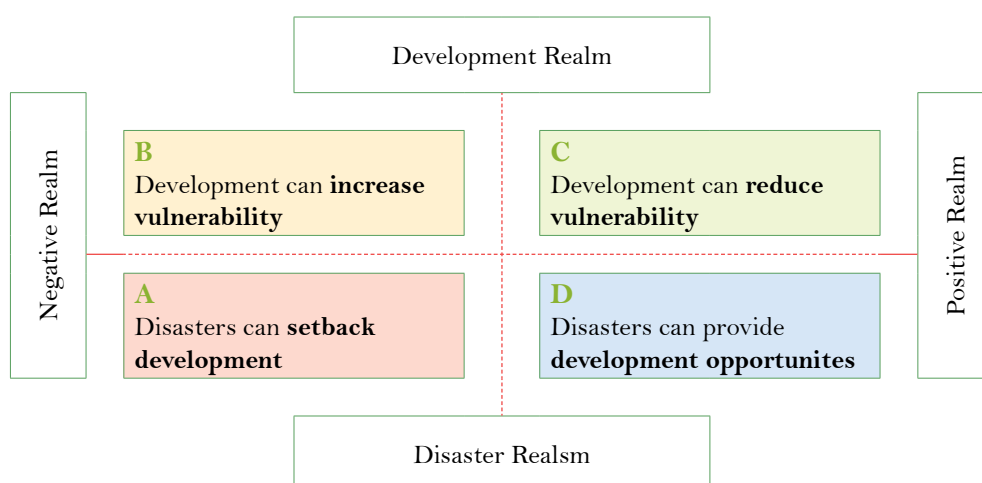 Development Realm
Negative Realm
B
Development can increase
vulnerability
C
Development can reduce
vulnerability
Positive Realm
A
Disasters can setback
development
D
Disasters can provide
development opportunites
Disaster Realsm